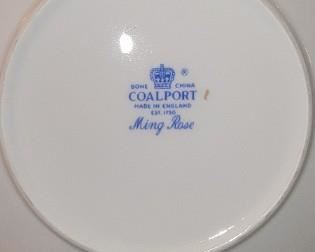 ®
BONE CHINA
COALPORT
MADE IN ENGLAND
EST. 1750
Ming Rose